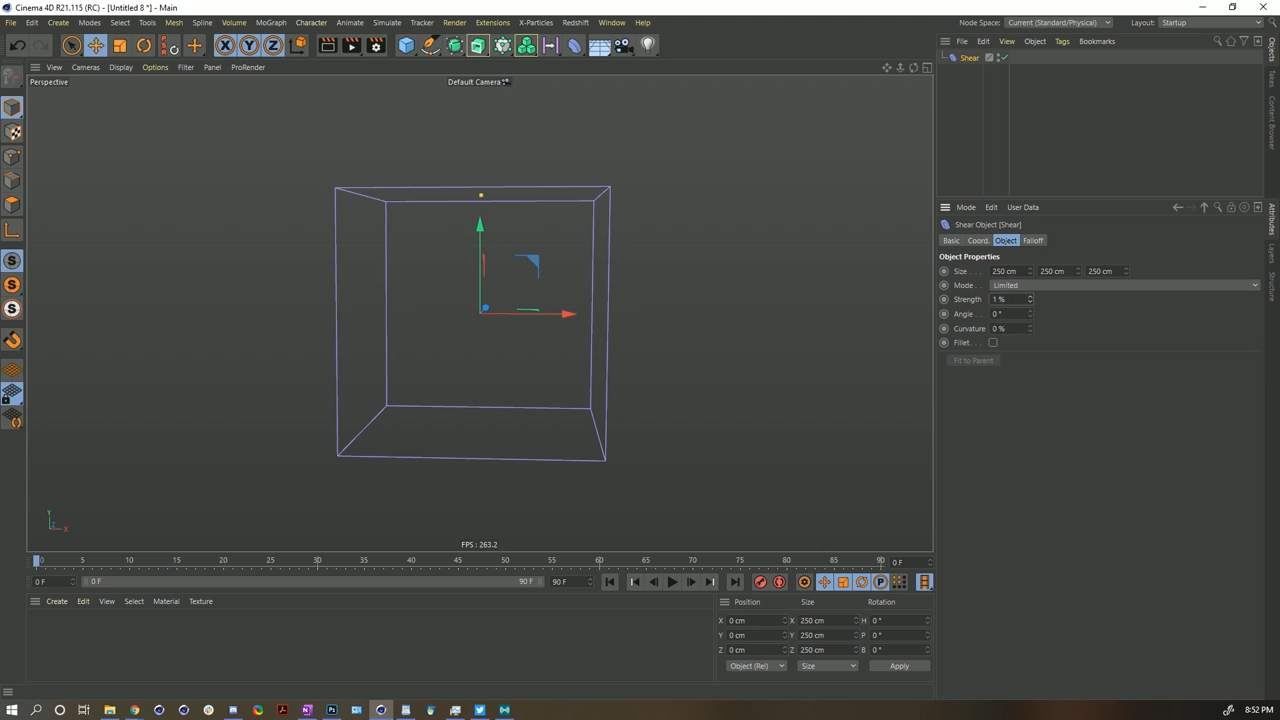 Cinema 4D R21.115 (RC) - [Untitled 8 *] - Main
File Edit Create Modes Select Tools Mesh Spline Volume MoGraph Character Animate Simulate Tracker Render Extensions X-Particles Redshift Window Help
Node Space: Current (Standard/Physical) Layout: Startup
X Y Z
File Edit View Object Tags Bookmarks
Shear
View Cameras Display Options Filter Panel ProRender
Perspective
Default Camera
Objects
Takes
Content Browser
Attributes
Layers
Structure
Mode Edit User Data
Shear Object [Shear]
Basic Coord. Object Falloff
Object Properties
Size . . . 250 cm 250 cm 250 cm
Mode . . Limited
Strength 1 %
Angle . . 0 °
Curvature 0 %
Fillet. . . .
Fit to Parent
S
S
S
Y
Z
X
FPS : 263.2
0 5 10 15 20 25 30 35 40 45 50 55 60 65 70 75 80 85 90 0 F
0 F 0 F 90 F 90 F
P
Create Edit View Select Material Texture
Position Size Rotation
X 0 cm X 250 cm H 0 °
Y 0 cm Y 250 cm P 0 °
Z 0 cm Z 250 cm B 0 °
Object (Rel) Size Apply
8:52 PM